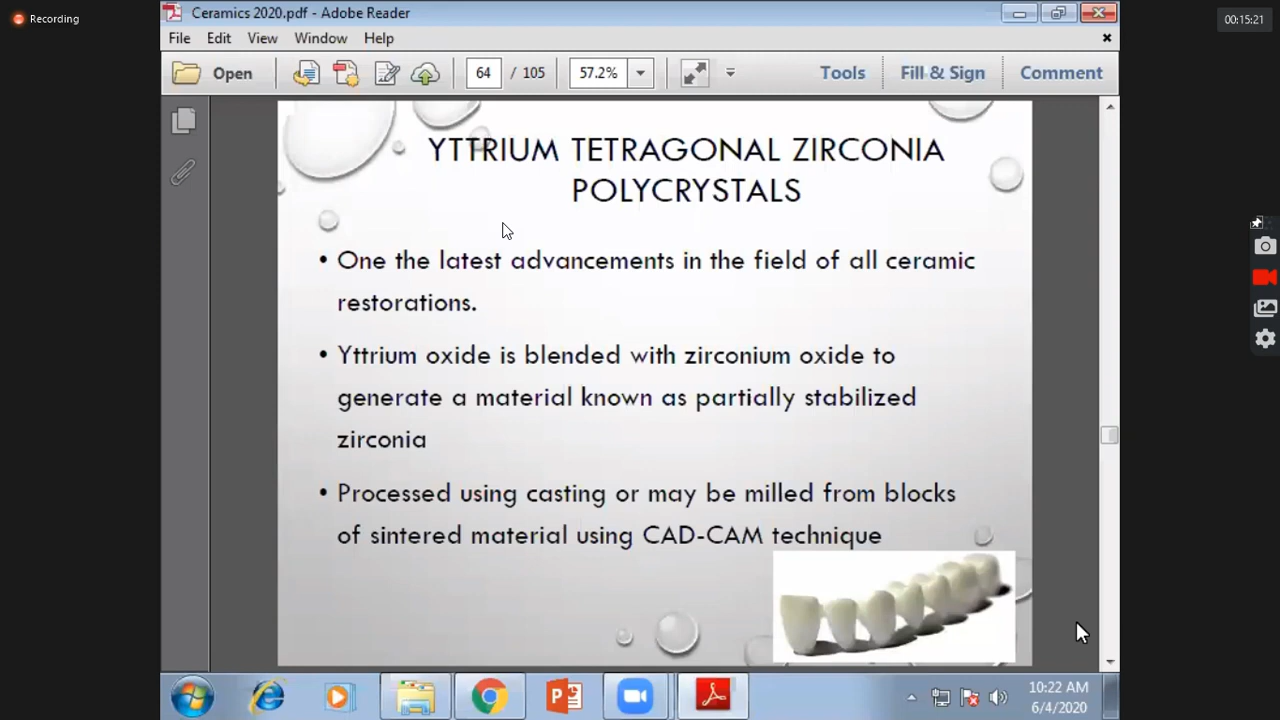 Recording
Ceramics 2020.pdf - Adobe Reader
00:15:21
File Edit View Window Help
Open
64 / 105
57.2%
Tools
Fill & Sign
Comment
YTTRIUM TETRAGONAL ZIRCONIA
POLYCRYSTALS
• One the latest advancements in the field of all ceramic
restorations.
• Yttrium oxide is blended with zirconium oxide to
generate a material known as partially stabilized
zirconia
• Processed using casting or may be milled from blocks
of sintered material using CAD-CAM technique
10:22 AM
6/4/2020